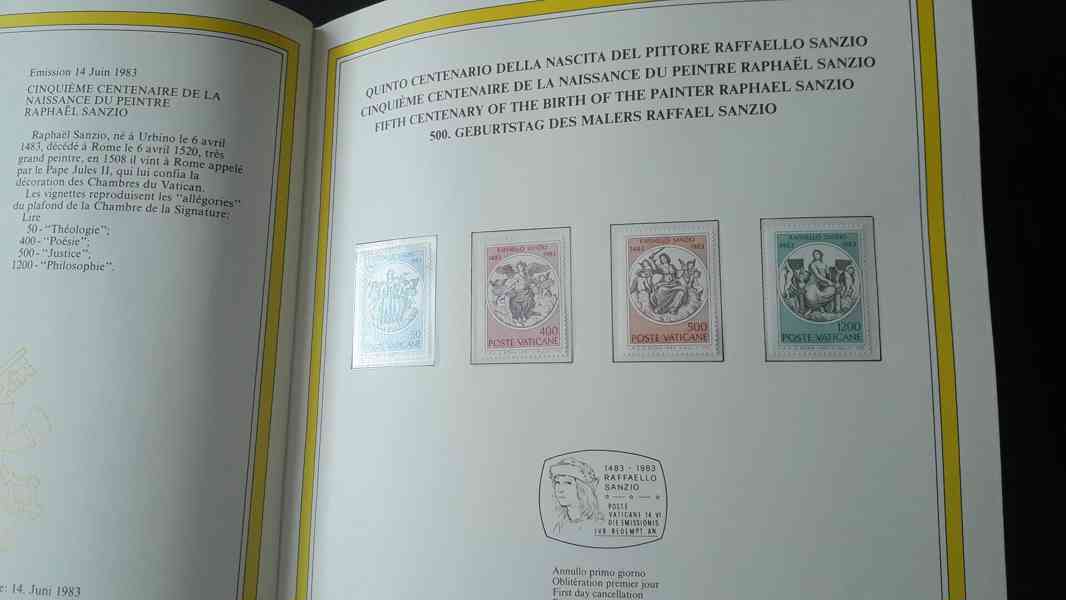 Emission 14 Juin 1983
CINQUIÈME CENTENAIRE DE LA
NAISSANCE DU PEINTRE
RAPHAËL SANZIO
Raphaël Sanzio, né à Urbino le 6 avril
1483, décédé à Rome le 6 avril 1520, très
grand peintre, en 1508 il vint à Rome appelé
par le Pape Jules II, qui lui confia la
décoration des Chambres du Vatican.
Les vignettes reproduisent les "allégories"
du plafond de la Chambre de la Signature:
Lire
50-"Théologie";
400-"Poésie";
500-"Justice";
1200-"Philosophie".
e: 14. Juni 1983
QUINTO CENTENARIO DELLA NASCITA DEL PITTORE RAFFAELLO SANZIO
CINQUIÈME CENTENAIRE DE LA NAISSANCE DU PEINTRE RAPHAËL SANZIO
FIFTH CENTENARY OF THE BIRTH OF THE PAINTER RAPHAEL SANZIO
500. GEBURTSTAG DES MALERS RAFFAEL SANZIO
50
RAFFAELLO SANZIO
1483 1983
400
POSTE VATICANE
RAFFAELLO SANZIO
1483 1983
500
POSTE VATICANE
RAFFAELLO SANZIO
1483 1983
1200
POSTE VATICANE
1483 - 1983
RAFFAELLO
SANZIO
POSTE
VATICANE 14.VI
DIE EMISSIONIS
IUB. REDEMPT. AN.
Annullo primo giorno
Oblitération premier jour
First day cancellation